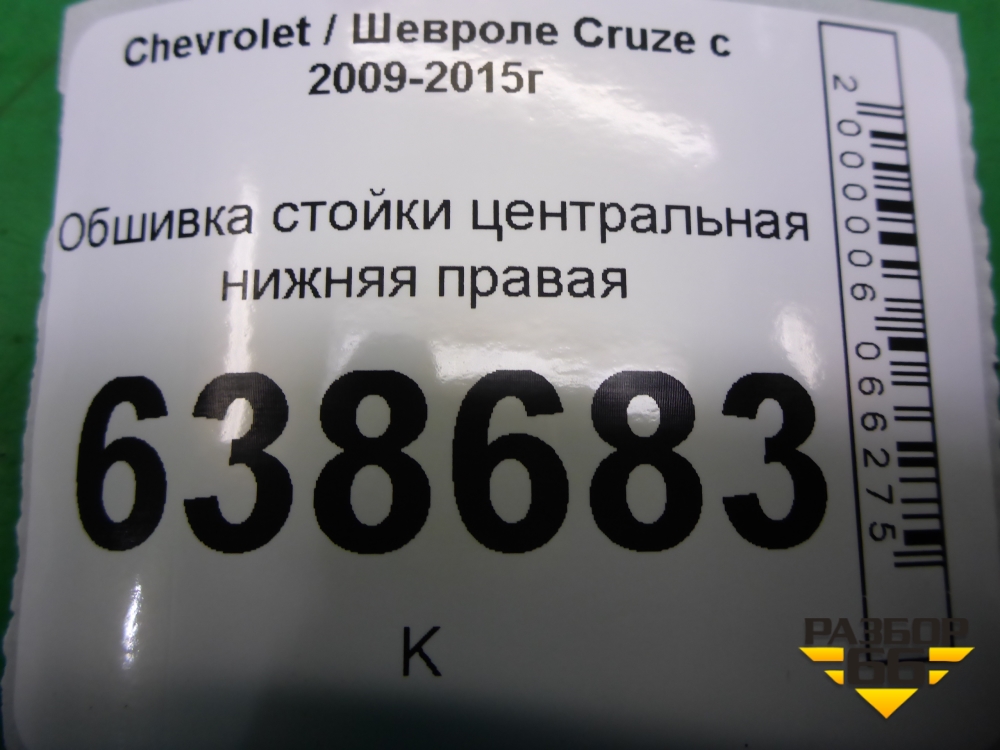 Chevrolet / Шевроле Cruze с
2009-2015г
Обшивка стойки центральная
нижняя правая
638683
К
2000006066275
РАЗБОР
66